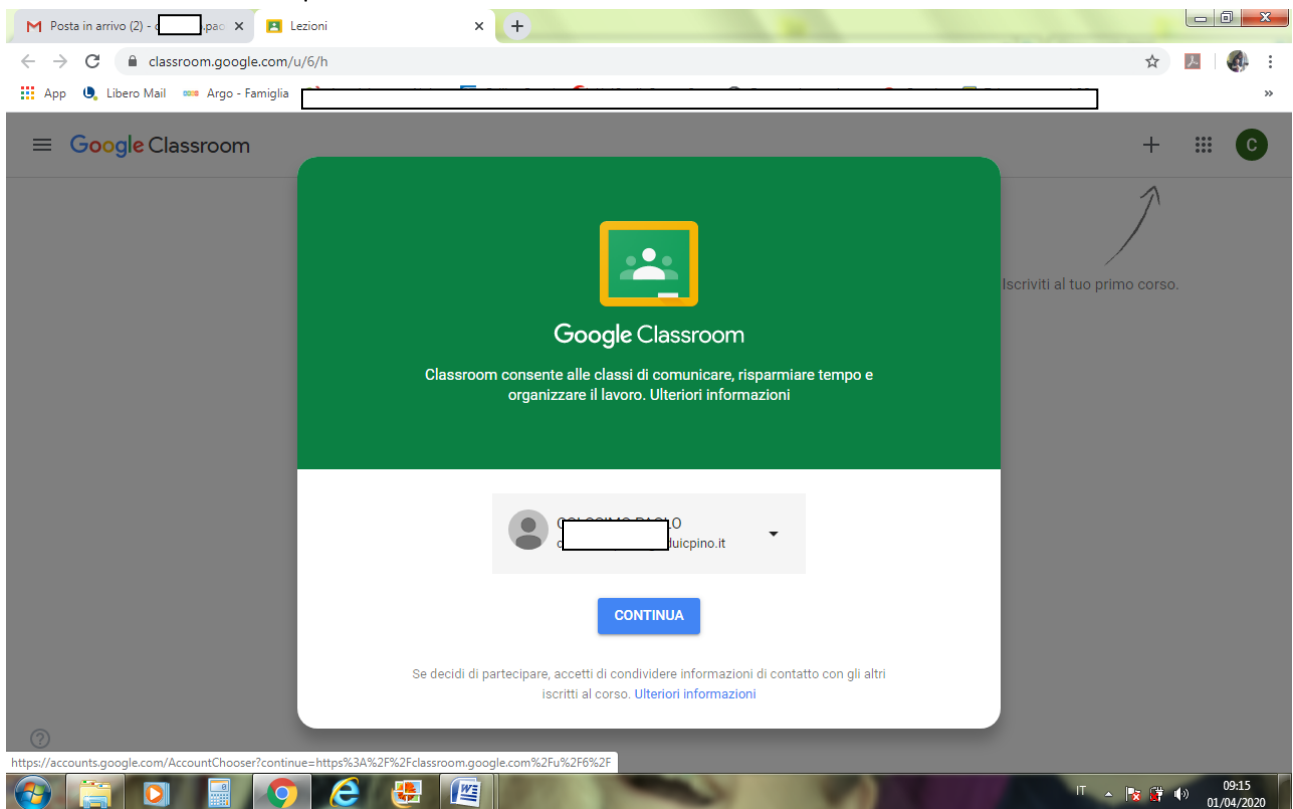 Posta in arrivo (2) -
Lezioni
classroom.google.com/u/6/h
App
Libero Mail
Argo - Famiglia
»
Google Classroom
C
Iscriviti al tuo primo corso.
Google Classroom
Classroom consente alle classi di comunicare, risparmiare tempo e
organizzare il lavoro. Ulteriori informazioni
duicpino.it
CONTINUA
Se decidi di partecipare, accetti di condividere informazioni di contatto con gli altri
iscritti al corso. Ulteriori informazioni
https://accounts.google.com/AccountChooser?continue=https%3A%2F%2Fclassroom.google.com%2Fu%2F6%2F
IT
09:15
01/04/2020